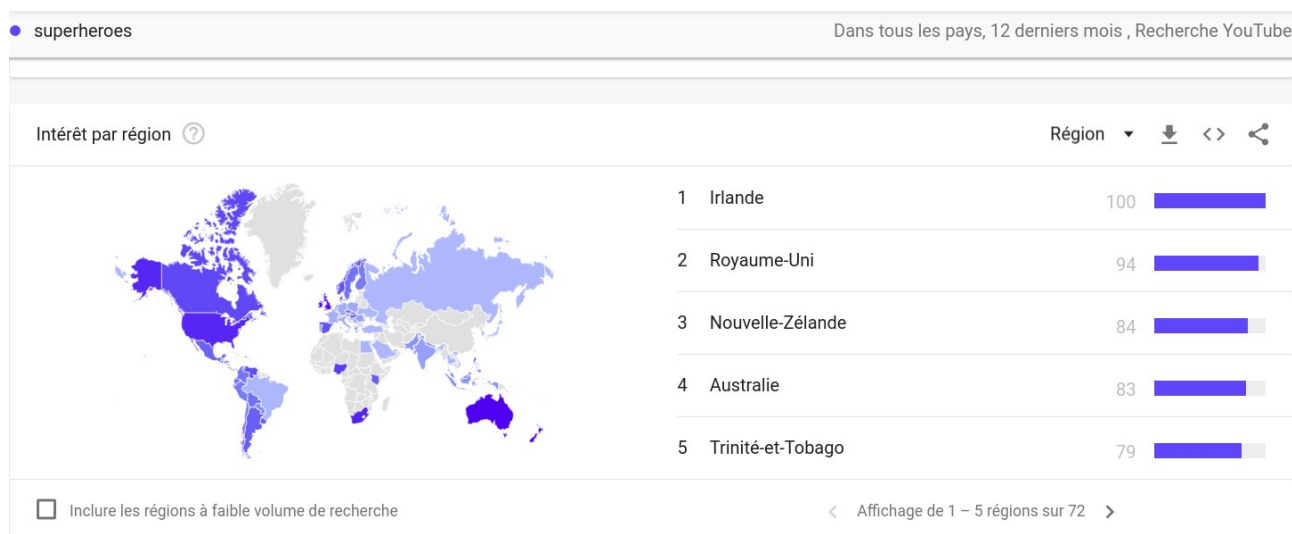 superheroes Dans tous les pays, 12 derniers mois , Recherche YouTube
Intérêt par région ? Région
1 Irlande 100
2 Royaume-Uni 94
3 Nouvelle-Zélande 84
4 Australie 83
5 Trinité-et-Tobago 79
Inclure les régions à faible volume de recherche Affichage de 1 – 5 régions sur 72